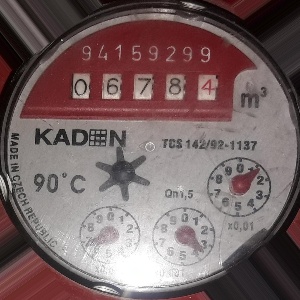 94159299
06784
m³
KADEN
TCS 142/92-1137
MADE IN CZECH REPUBLIC
90°C
Qn1,5
x0,01